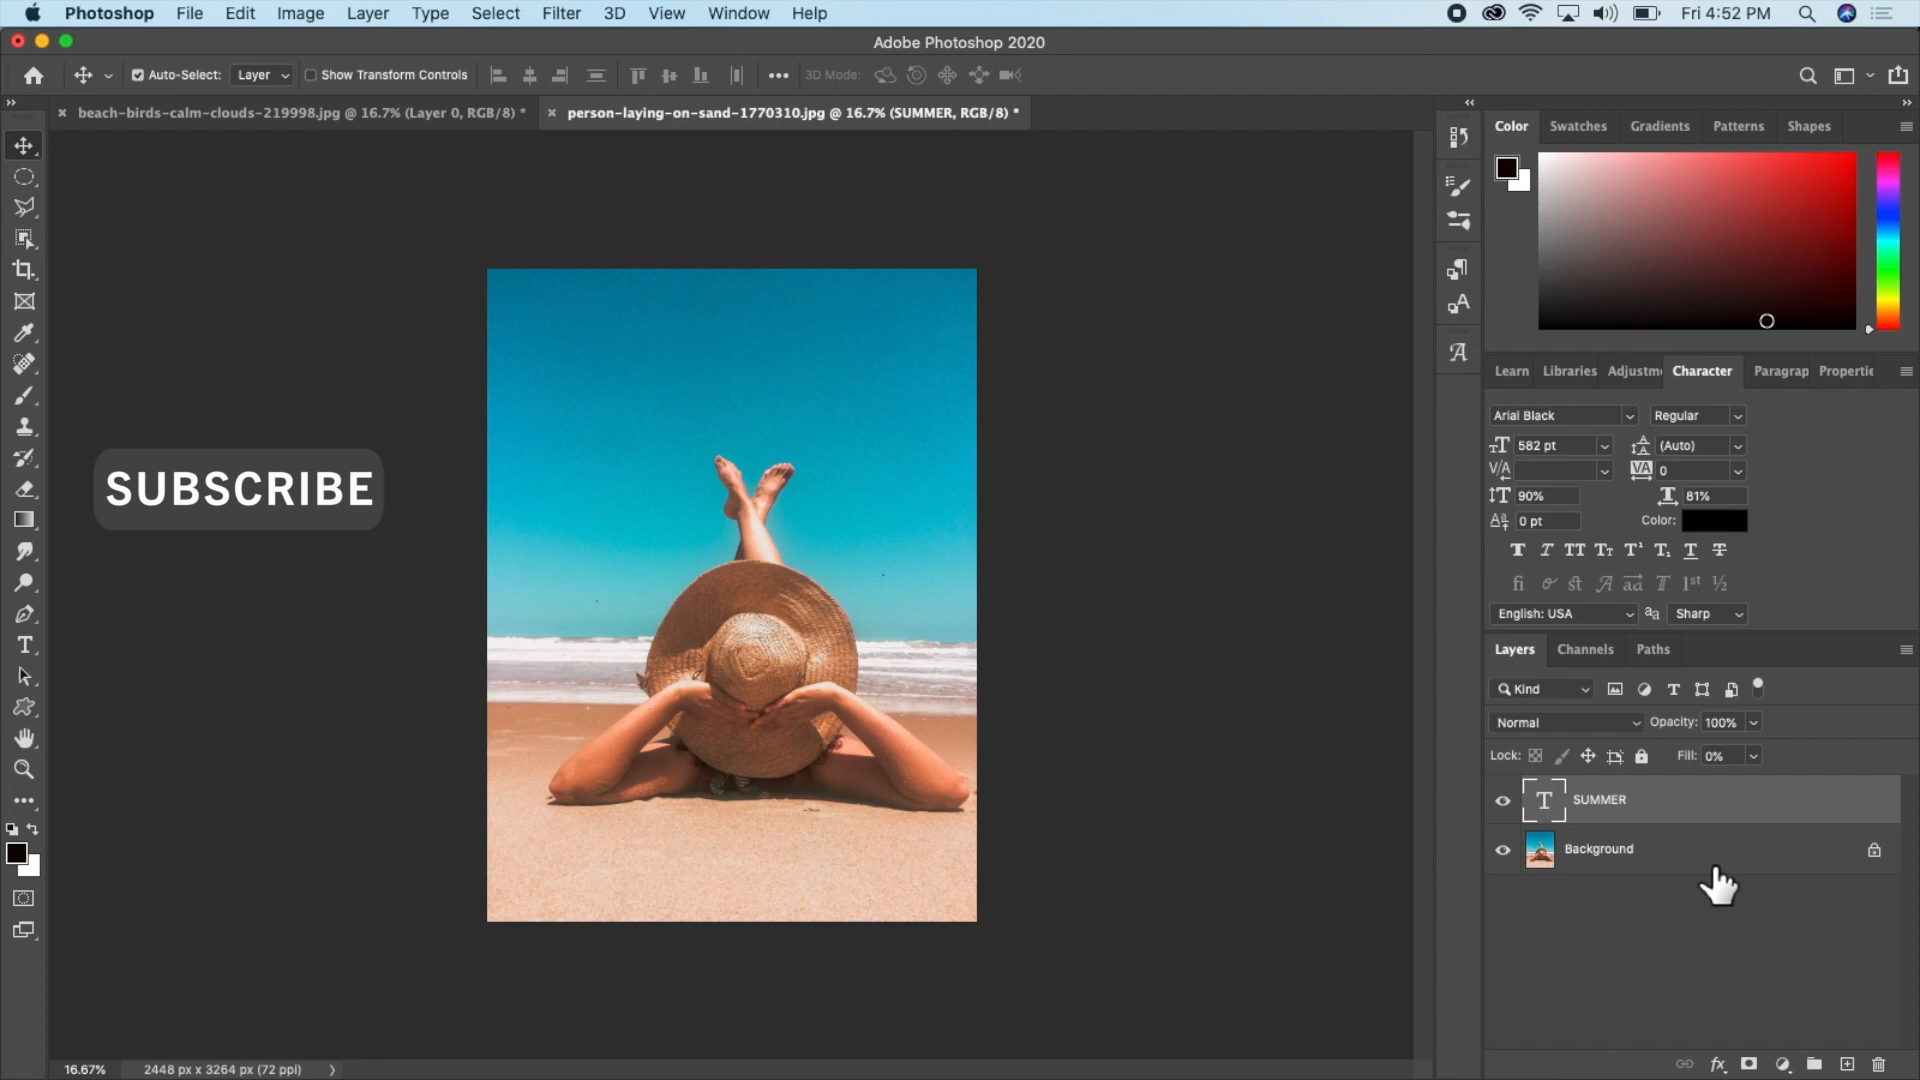 Photoshop File Edit Image Layer Type Select Filter 3D View Window Help Fri 4:52 PM
Adobe Photoshop 2020
Auto-Select: Layer Show Transform Controls 3D Mode:
beach-birds-calm-clouds-219998.jpg @ 16.7% (Layer 0, RGB/8) * person-laying-on-sand-1770310.jpg @ 16.7% (SUMMER, RGB/8) *
Color Swatches Gradients Patterns Shapes
Learn Libraries Adjustm Character Paragrap Propertie
Arial Black Regular
582 pt (Auto)
0
90% 81%
0 pt Color:
English: USA Sharp
SUBSCRIBE
Layers Channels Paths
Kind
Normal Opacity: 100%
Lock: Fill: 0%
SUMMER
Background
16.67% 2448 px x 3264 px (72 ppi)